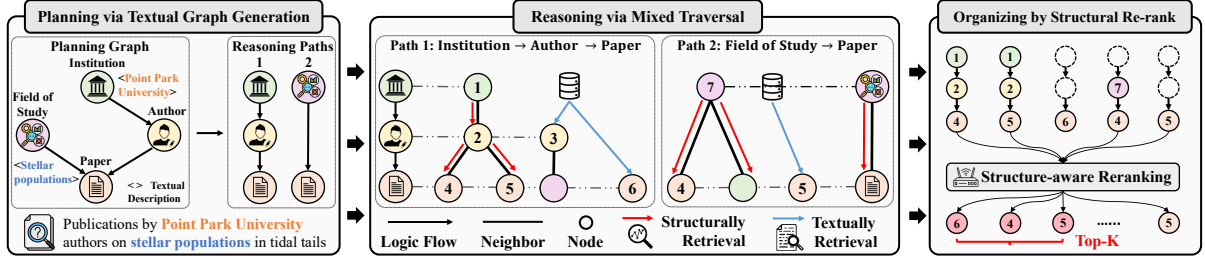 Planning via Textual Graph Generation
Planning Graph
Institution
<Point Park
University>
Field of
Study
Author
Paper
<Stellar
populations>
< > Textual
Description
Reasoning Paths
1 2
Publications by Point Park University
authors on stellar populations in tidal tails
Reasoning via Mixed Traversal
Path 1: Institution → Author → Paper
1
2
3
4
5
6
Path 2: Field of Study → Paper
7
4
5
Logic Flow
Neighbor
Node
Structurally
Retrieval
Textually
Retrieval
Organizing by Structural Re-rank
1 1
2 2 7
4 5 6 4 5
Structure-aware Reranking
6 4 5 ...... 5
Top-K